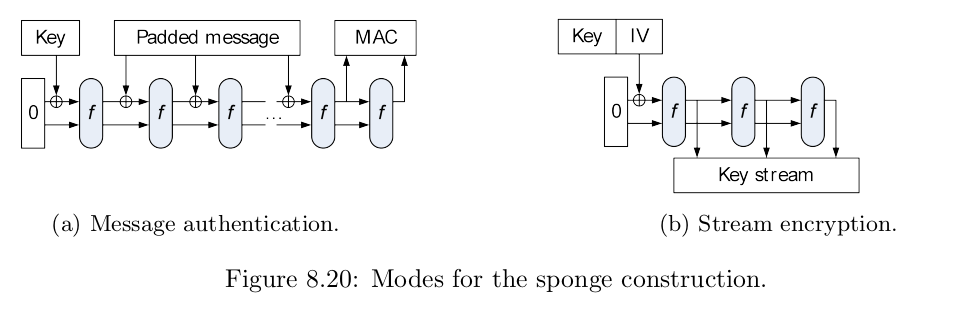 Key
Padded message
MAC
0
f
f
f
...
f
f
(a) Message authentication.
Key
IV
0
f
f
f
Key stream
(b) Stream encryption.
Figure 8.20: Modes for the sponge construction.